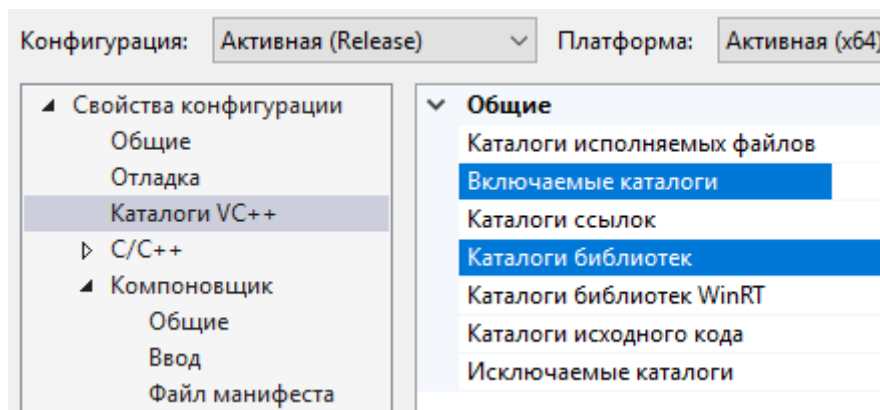 Конфигурация: Активная (Release) Платформа: Активная (x64)
Свойства конфигурации
Общие
Отладка
Каталоги VC++
C/C++
Компоновщик
Общие
Ввод
Файл манифеста
Общие
Каталоги исполняемых файлов
Включаемые каталоги
Каталоги ссылок
Каталоги библиотек
Каталоги библиотек WinRT
Каталоги исходного кода
Исключаемые каталоги